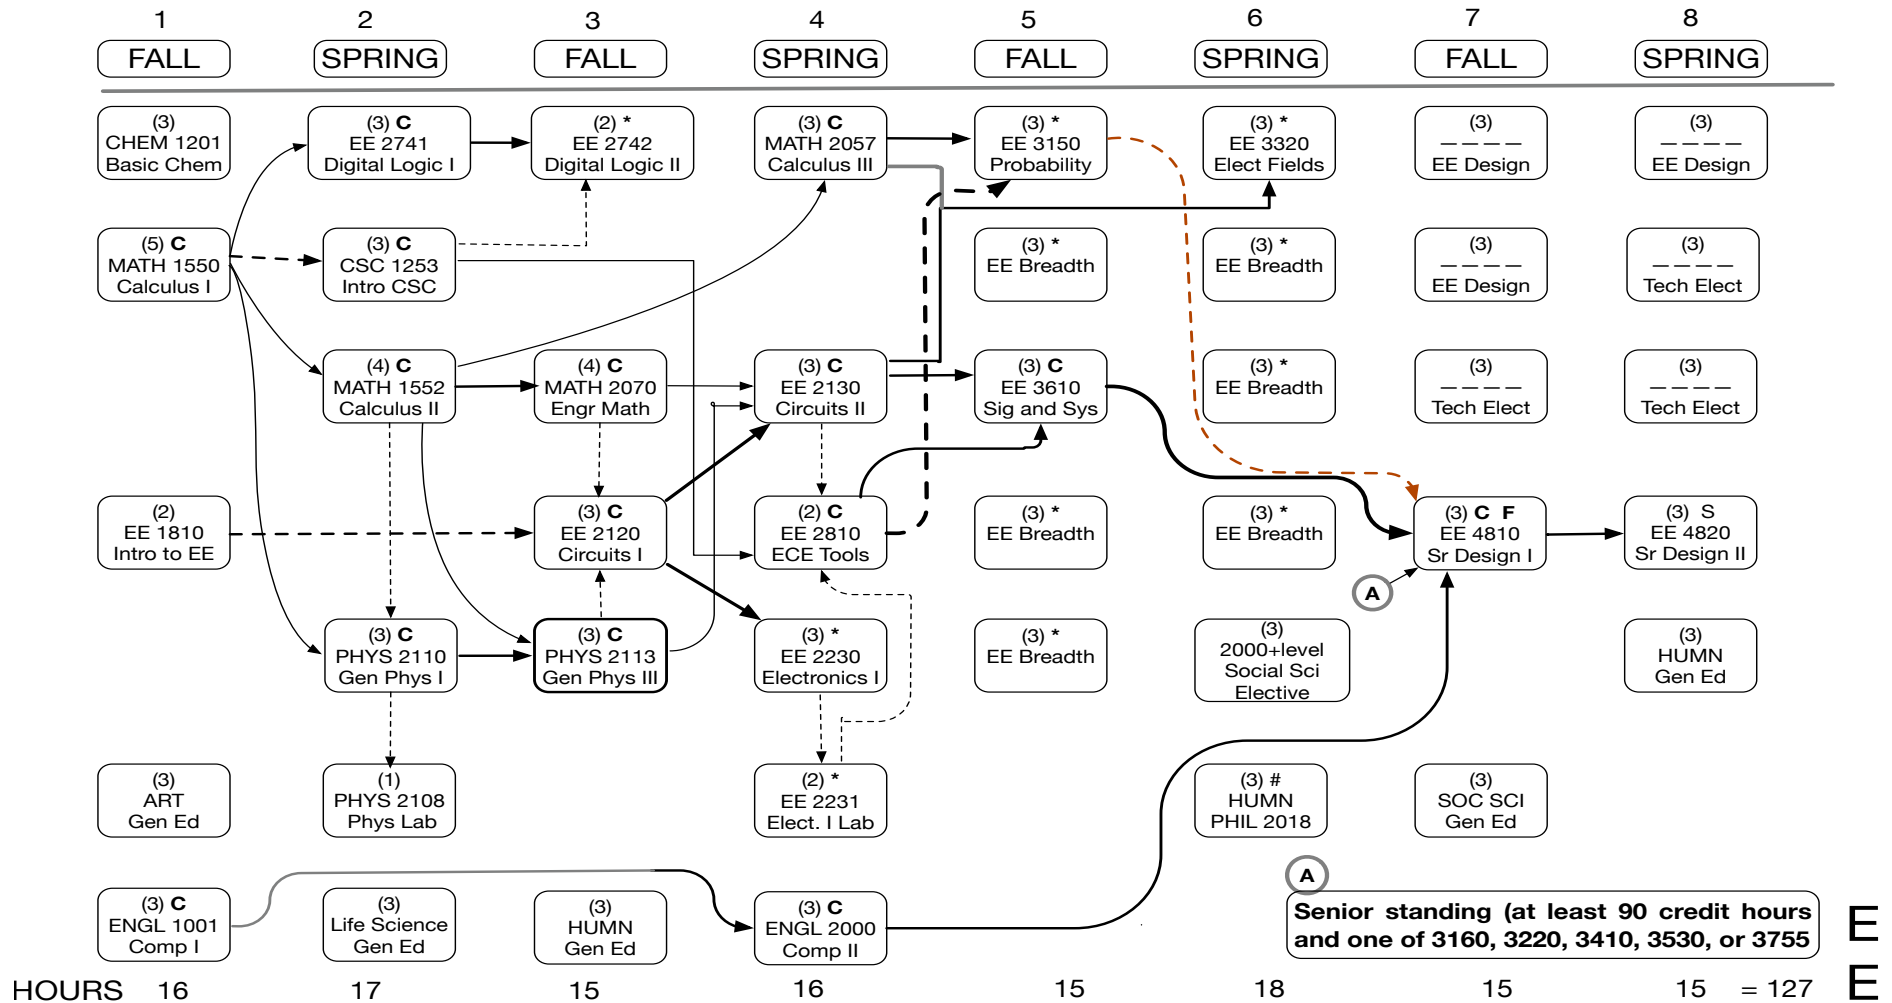 1 2 3 4 5 6 7 8
FALL SPRING FALL SPRING FALL SPRING FALL SPRING
(3)
CHEM 1201
Basic Chem
(3) C
EE 2741
Digital Logic I
(2) *
EE 2742
Digital Logic II
(3) C
MATH 2057
Calculus III
(3) *
EE 3150
Probability
(3) *
EE 3320
Elect Fields
(3)
– – – –
EE Design
(3)
– – – –
EE Design
(5) C
MATH 1550
Calculus I
(3) C
CSC 1253
Intro CSC
(3) *
EE Breadth
(3) *
EE Breadth
(3)
– – – –
EE Design
(3)
– – – –
Tech Elect
(4) C
MATH 1552
Calculus II
(4) C
MATH 2070
Engr Math
(3) C
EE 2130
Circuits II
(3) C
EE 3610
Sig and Sys
(3) *
EE Breadth
(3)
– – – –
Tech Elect
(3)
– – – –
Tech Elect
(2)
EE 1810
Intro to EE
(3) C
EE 2120
Circuits I
(2) C
EE 2810
ECE Tools
(3) *
EE Breadth
(3) *
EE Breadth
(3) C F
EE 4810
Sr Design I
(3) S
EE 4820
Sr Design II
A
(3) C
PHYS 2110
Gen Phys I
(3) C
PHYS 2113
Gen Phys III
(3) *
EE 2230
Electronics I
(3) *
EE Breadth
(3)
2000+level
Social Sci
Elective
(3)
HUMN
Gen Ed
(3)
ART
Gen Ed
(1)
PHYS 2108
Phys Lab
(2) *
EE 2231
Elect. I Lab
(3) #
HUMN
PHIL 2018
(3)
SOC SCI
Gen Ed
(3) C
ENGL 1001
Comp I
(3)
Life Science
Gen Ed
(3)
HUMN
Gen Ed
(3) C
ENGL 2000
Comp II
A
Senior standing (at least 90 credit hours
and one of 3160, 3220, 3410, 3530, or 3755
E
E
HOURS 16 17 15 16 15 18 15 15 = 127